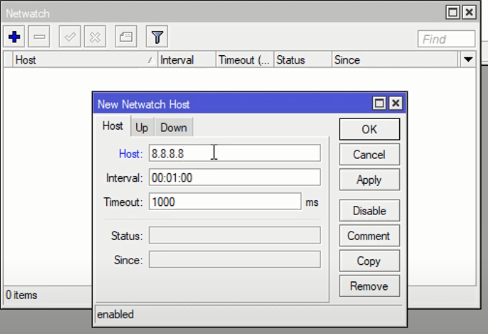 Netwatch
Find
Host / Interval Timeout (... Status Since
New Netwatch Host
Host Up Down
Host: 8.8.8.8
Interval: 00:01:00
Timeout: 1000 ms
Status:
Since:
OK
Cancel
Apply
Disable
Comment
Copy
Remove
0 items
enabled